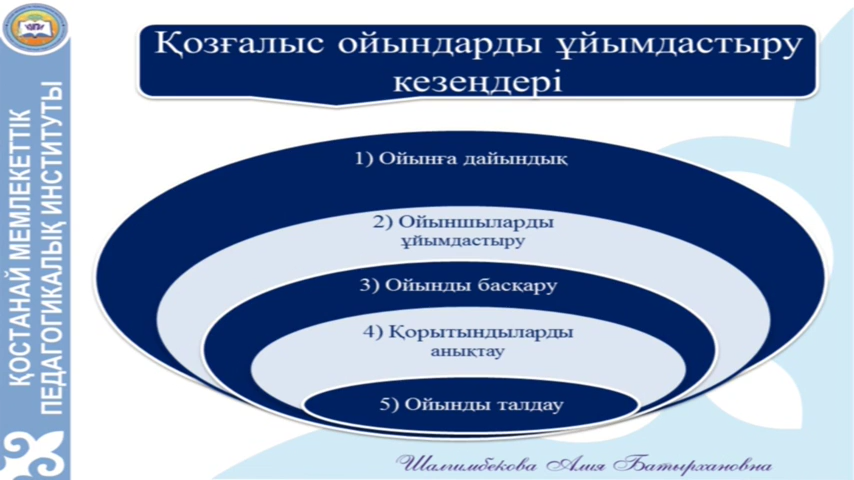 Қозғалыс ойындарды ұйымдастыру
кезеңдері
1) Ойынға дайындық
2) Ойыншыларды
ұйымдастыру
3) Ойынды басқару
4) Қорытындыларды
анықтау
5) Ойынды талдау
ҚОСТАНАЙ МЕМЛЕКЕТТІК
ПЕДАГОГИКАЛЫҚ ИНСТИТУТЫ
Шалгимбекова Алия Батырхановна